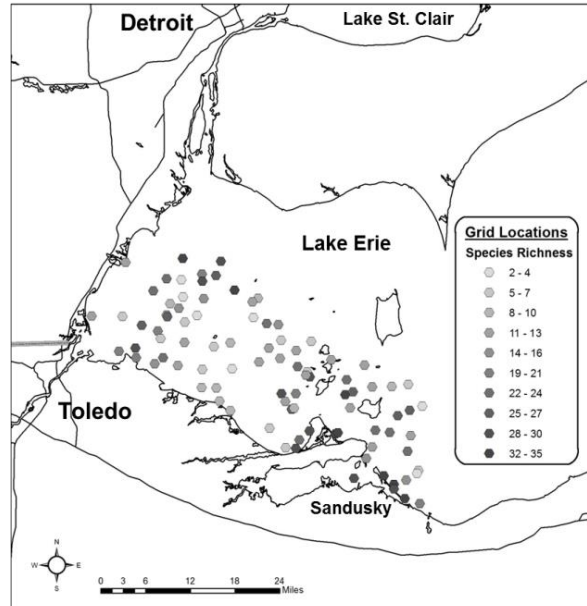 Detroit
Lake St. Clair
Lake Erie
Grid Locations
Species Richness
2 - 4
5 - 7
8 - 10
11 - 13
14 - 16
19 - 21
22 - 24
25 - 27
28 - 30
32 - 35
Toledo
Sandusky
N
W E
S
0 1.5 3 6 12 18 24
Miles